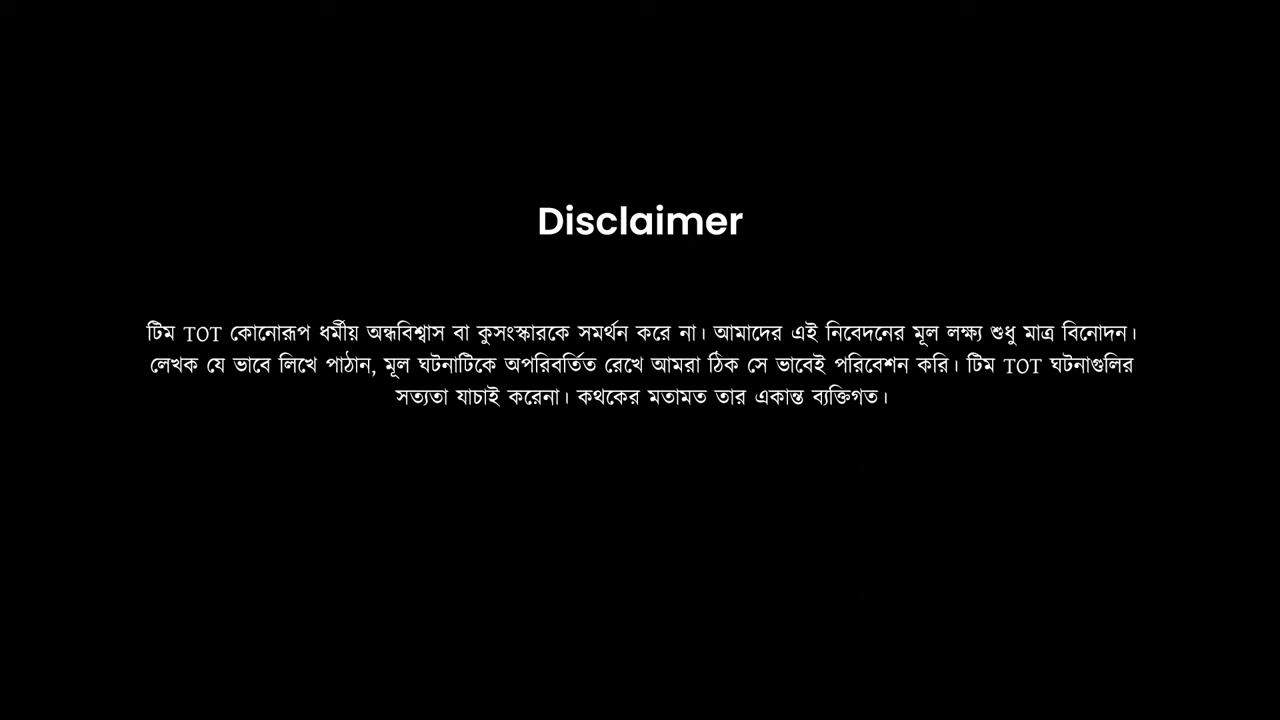 Disclaimer
টিম TOT কোনোরূপ ধর্মীয় অন্ধবিশ্বাস বা কুসংস্কারকে সমর্থন করে না। আমাদের এই নিবেদনের মূল লক্ষ্য শুধু মাত্র বিনোদন।
লেখক যে ভাবে লিখে পাঠান, মূল ঘটনাটিকে অপরিবর্তিত রেখে আমরা ঠিক সে ভাবেই পরিবেশন করি। টিম TOT ঘটনাগুলির
সত্যতা যাচাই করেনা। কথকের মতামত তার একান্ত ব্যক্তিগত।